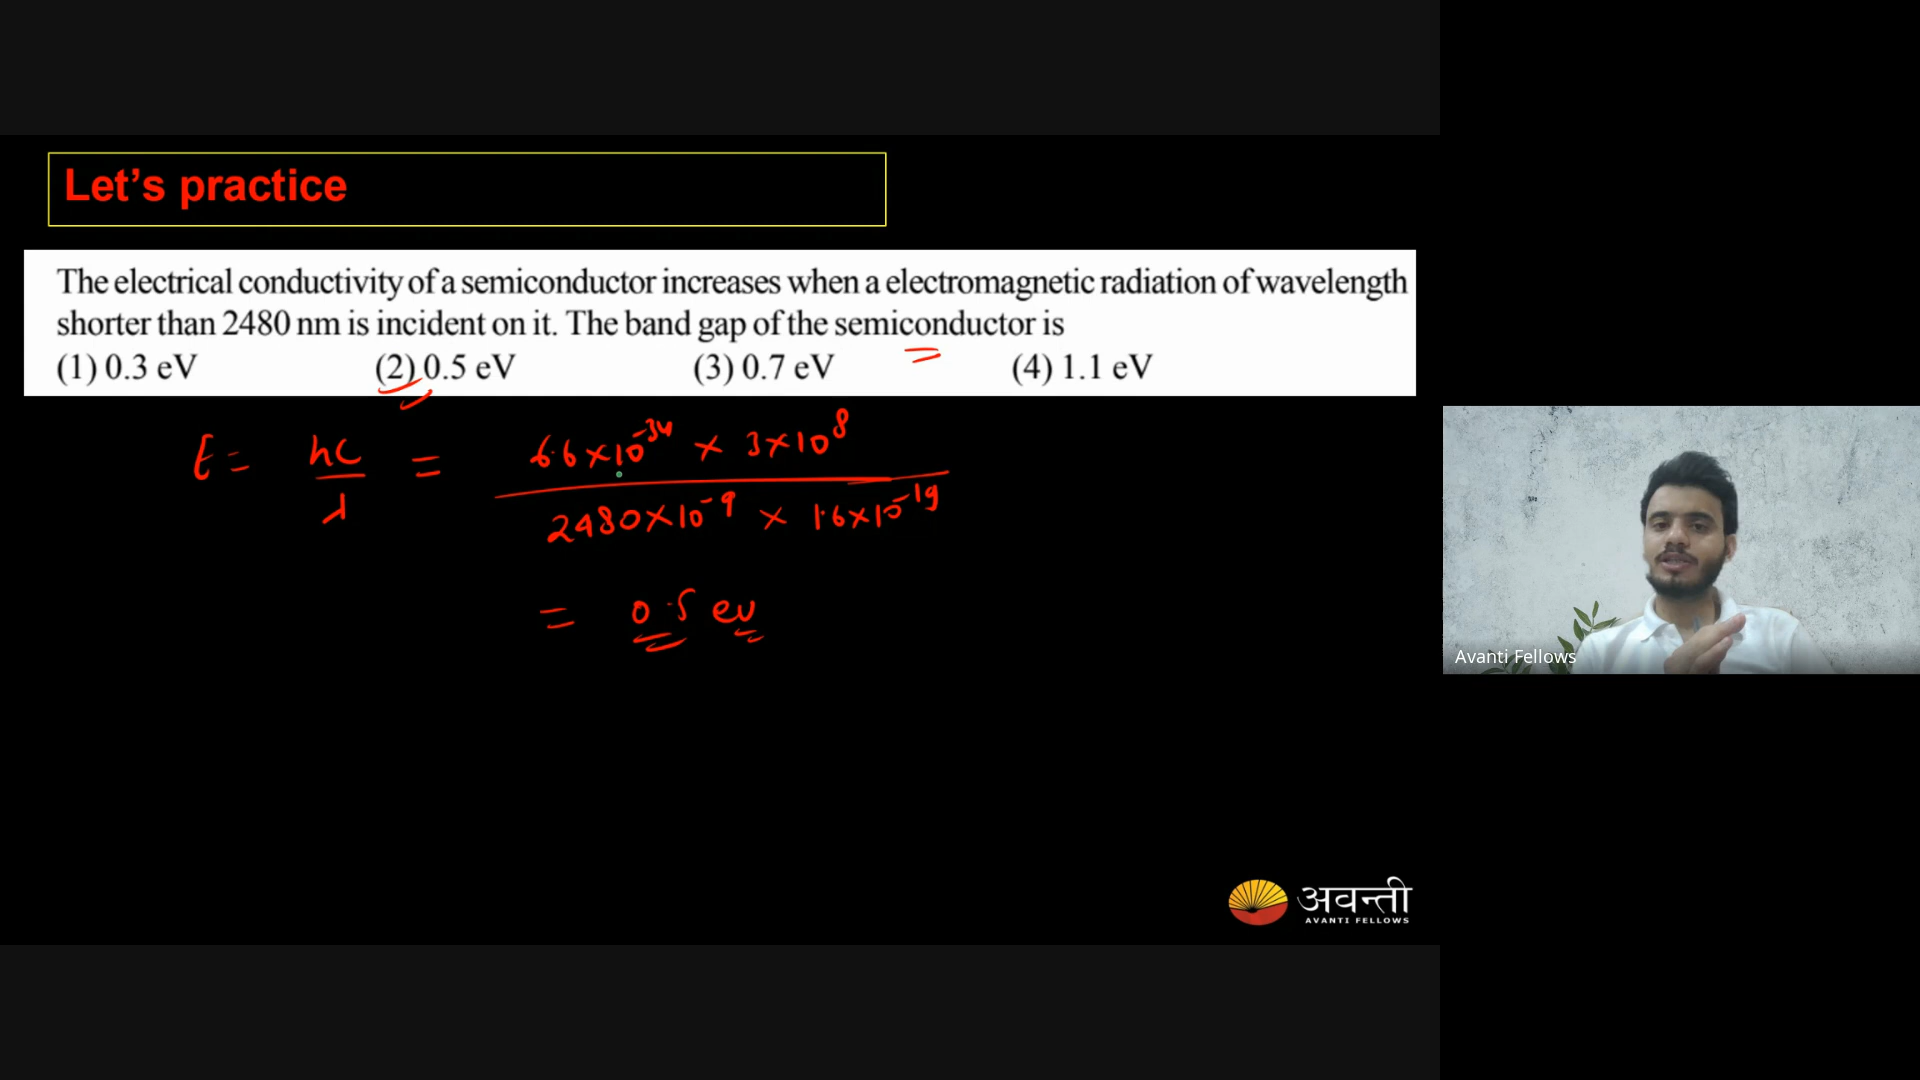 Let's practice
The electrical conductivity of a semiconductor increases when a electromagnetic radiation of wavelength
shorter than 2480 nm is incident on it. The band gap of the semiconductor is
(1) 0.3 eV (2) 0.5 eV (3) 0.7 eV (4) 1.1 eV
E = hc/λ = 6.6×10⁻³⁴ × 3×10⁸ / 2480×10⁻⁹ × 1.6×10⁻¹⁹
= 0.5 ev
Avanti Fellows
अवन्ती
AVANTI FELLOWS